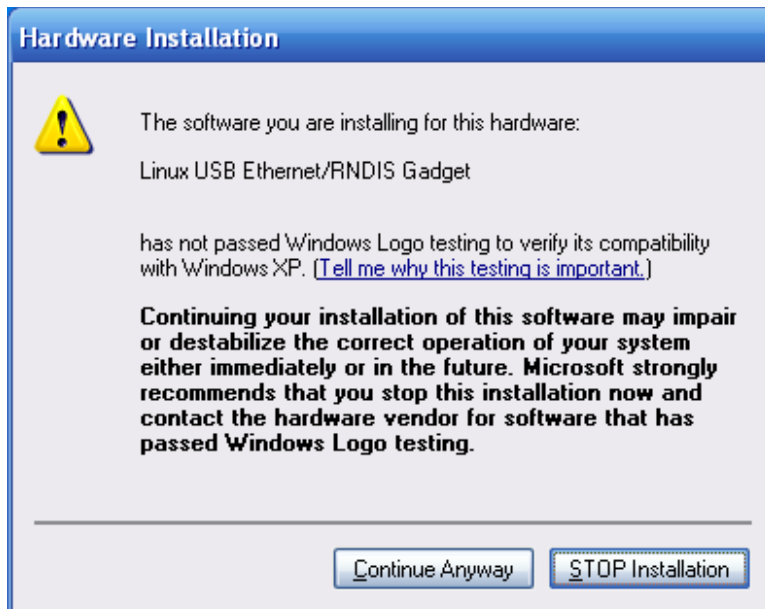 Hardware Installation
The software you are installing for this hardware:
Linux USB Ethernet/RNDIS Gadget
has not passed Windows Logo testing to verify its compatibility
with Windows XP. (Tell me why this testing is important.)
Continuing your installation of this software may impair
or destabilize the correct operation of your system
either immediately or in the future. Microsoft strongly
recommends that you stop this installation now and
contact the hardware vendor for software that has
passed Windows Logo testing.
Continue Anyway
STOP Installation